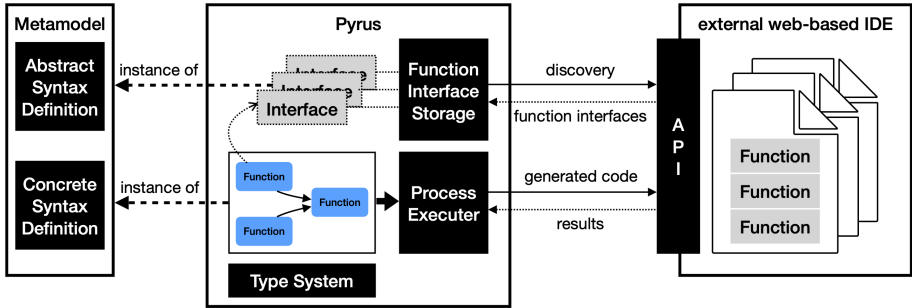 Metamodel
Abstract
Syntax
Definition
Concrete
Syntax
Definition
instance of
instance of
Pyrus
Interface
Interface
Interface
Function
Interface
Storage
Function
Function
Function
Process
Executer
Type System
discovery
function interfaces
generated code
results
API
external web-based IDE
Function
Function
Function